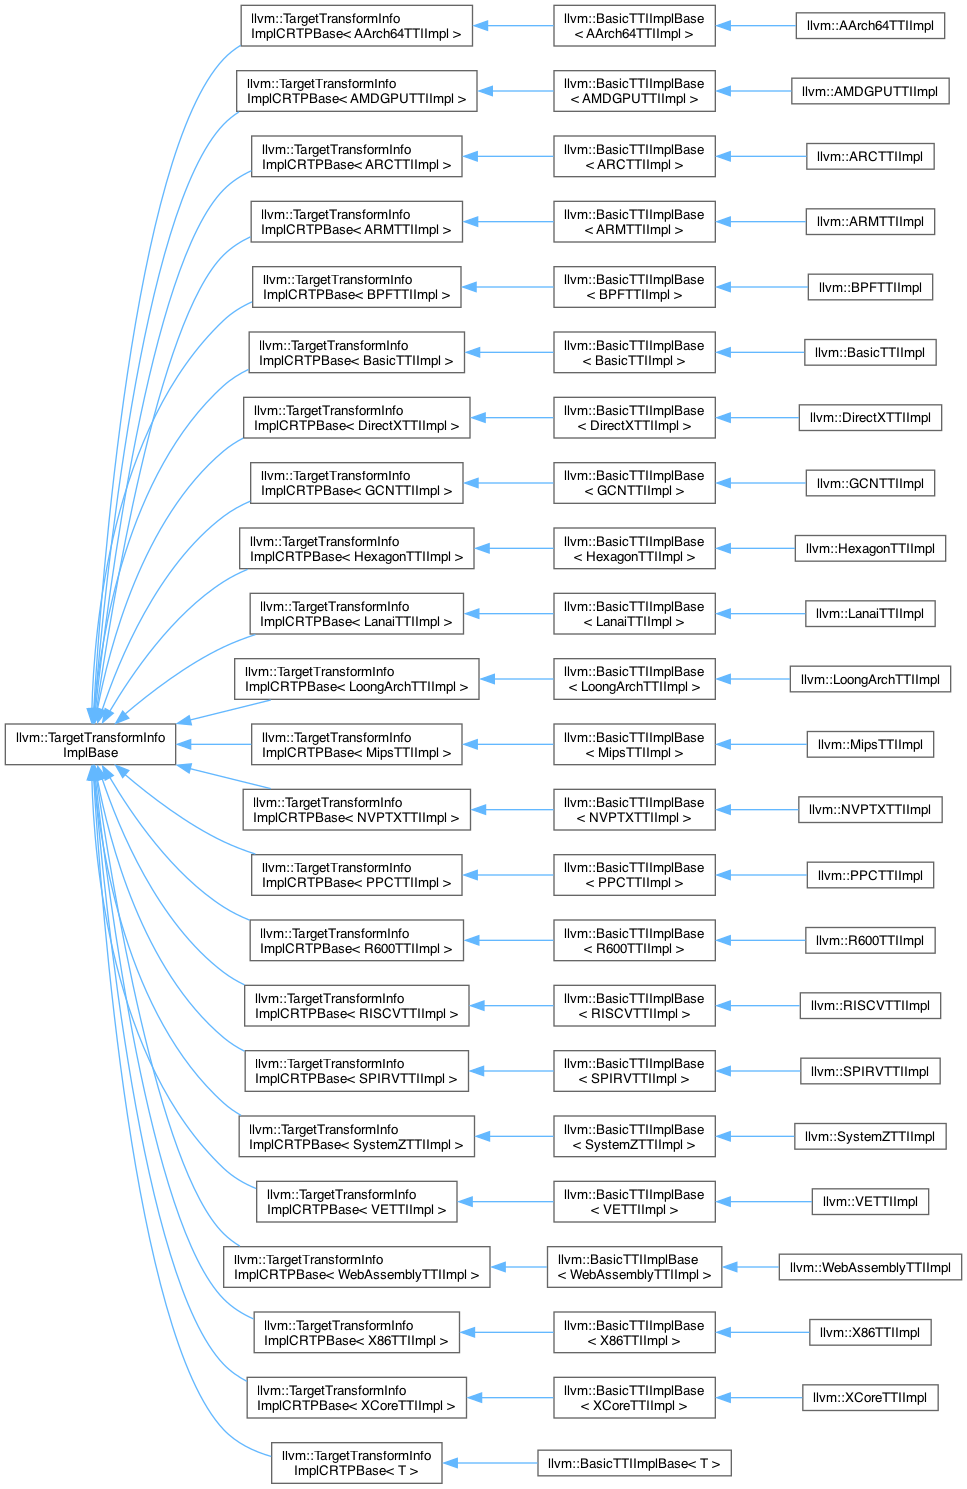 llvm::TargetTransformInfo
ImplCRTPBase< AArch64TTIImpl >
llvm::BasicTTIImplBase
< AArch64TTIImpl >
llvm::AArch64TTIImpl
llvm::TargetTransformInfo
ImplCRTPBase< AMDGPUTTIImpl >
llvm::BasicTTIImplBase
< AMDGPUTTIImpl >
llvm::AMDGPUTTIImpl
llvm::TargetTransformInfo
ImplCRTPBase< ARCTTIImpl >
llvm::BasicTTIImplBase
< ARCTTIImpl >
llvm::ARCTTIImpl
llvm::TargetTransformInfo
ImplCRTPBase< ARMTTIImpl >
llvm::BasicTTIImplBase
< ARMTTIImpl >
llvm::ARMTTIImpl
llvm::TargetTransformInfo
ImplCRTPBase< BPFTTIImpl >
llvm::BasicTTIImplBase
< BPFTTIImpl >
llvm::BPFTTIImpl
llvm::TargetTransformInfo
ImplCRTPBase< BasicTTIImpl >
llvm::BasicTTIImplBase
< BasicTTIImpl >
llvm::BasicTTIImpl
llvm::TargetTransformInfo
ImplCRTPBase< DirectXTTIImpl >
llvm::BasicTTIImplBase
< DirectXTTIImpl >
llvm::DirectXTTIImpl
llvm::TargetTransformInfo
ImplCRTPBase< GCNTTIImpl >
llvm::BasicTTIImplBase
< GCNTTIImpl >
llvm::GCNTTIImpl
llvm::TargetTransformInfo
ImplCRTPBase< HexagonTTIImpl >
llvm::BasicTTIImplBase
< HexagonTTIImpl >
llvm::HexagonTTIImpl
llvm::TargetTransformInfo
ImplCRTPBase< LanaiTTIImpl >
llvm::BasicTTIImplBase
< LanaiTTIImpl >
llvm::LanaiTTIImpl
llvm::TargetTransformInfo
ImplCRTPBase< LoongArchTTIImpl >
llvm::BasicTTIImplBase
< LoongArchTTIImpl >
llvm::LoongArchTTIImpl
llvm::TargetTransformInfo
ImplBase
llvm::TargetTransformInfo
ImplCRTPBase< MipsTTIImpl >
llvm::BasicTTIImplBase
< MipsTTIImpl >
llvm::MipsTTIImpl
llvm::TargetTransformInfo
ImplCRTPBase< NVPTXTTIImpl >
llvm::BasicTTIImplBase
< NVPTXTTIImpl >
llvm::NVPTXTTIImpl
llvm::TargetTransformInfo
ImplCRTPBase< PPCTTIImpl >
llvm::BasicTTIImplBase
< PPCTTIImpl >
llvm::PPCTTIImpl
llvm::TargetTransformInfo
ImplCRTPBase< R600TTIImpl >
llvm::BasicTTIImplBase
< R600TTIImpl >
llvm::R600TTIImpl
llvm::TargetTransformInfo
ImplCRTPBase< RISCVTTIImpl >
llvm::BasicTTIImplBase
< RISCVTTIImpl >
llvm::RISCVTTIImpl
llvm::TargetTransformInfo
ImplCRTPBase< SPIRVTTIImpl >
llvm::BasicTTIImplBase
< SPIRVTTIImpl >
llvm::SPIRVTTIImpl
llvm::TargetTransformInfo
ImplCRTPBase< SystemZTTIImpl >
llvm::BasicTTIImplBase
< SystemZTTIImpl >
llvm::SystemZTTIImpl
llvm::TargetTransformInfo
ImplCRTPBase< VETTIImpl >
llvm::BasicTTIImplBase
< VETTIImpl >
llvm::VETTIImpl
llvm::TargetTransformInfo
ImplCRTPBase< WebAssemblyTTIImpl >
llvm::BasicTTIImplBase
< WebAssemblyTTIImpl >
llvm::WebAssemblyTTIImpl
llvm::TargetTransformInfo
ImplCRTPBase< X86TTIImpl >
llvm::BasicTTIImplBase
< X86TTIImpl >
llvm::X86TTIImpl
llvm::TargetTransformInfo
ImplCRTPBase< XCoreTTIImpl >
llvm::BasicTTIImplBase
< XCoreTTIImpl >
llvm::XCoreTTIImpl
llvm::TargetTransformInfo
ImplCRTPBase< T >
llvm::BasicTTIImplBase< T >